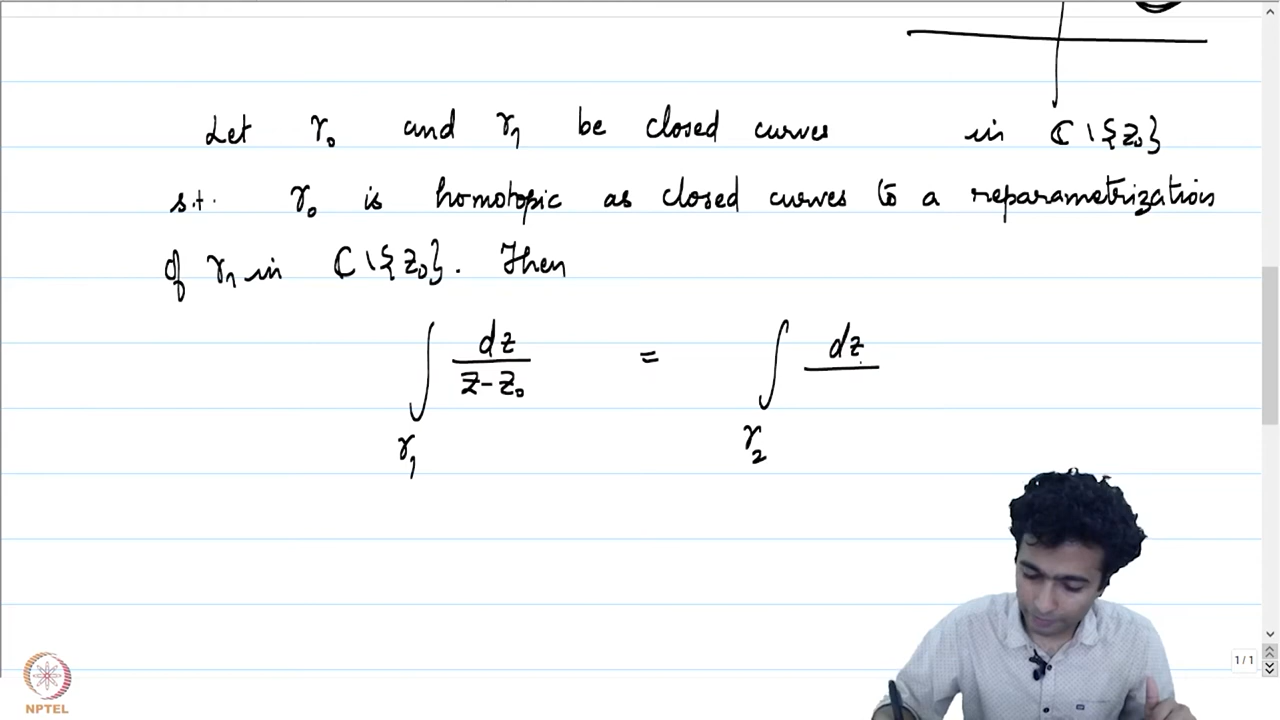 Let γ₀ and γ₁ be closed curves in ℂ∖{z₀}
s.t. γ₀ is homotopic as closed curves to a reparametrization
of γ₁ in ℂ∖{z₀}. Then
∫_{γ₁} dz/(z-z₀) = ∫_{γ₂} dz/
1/1
NPTEL